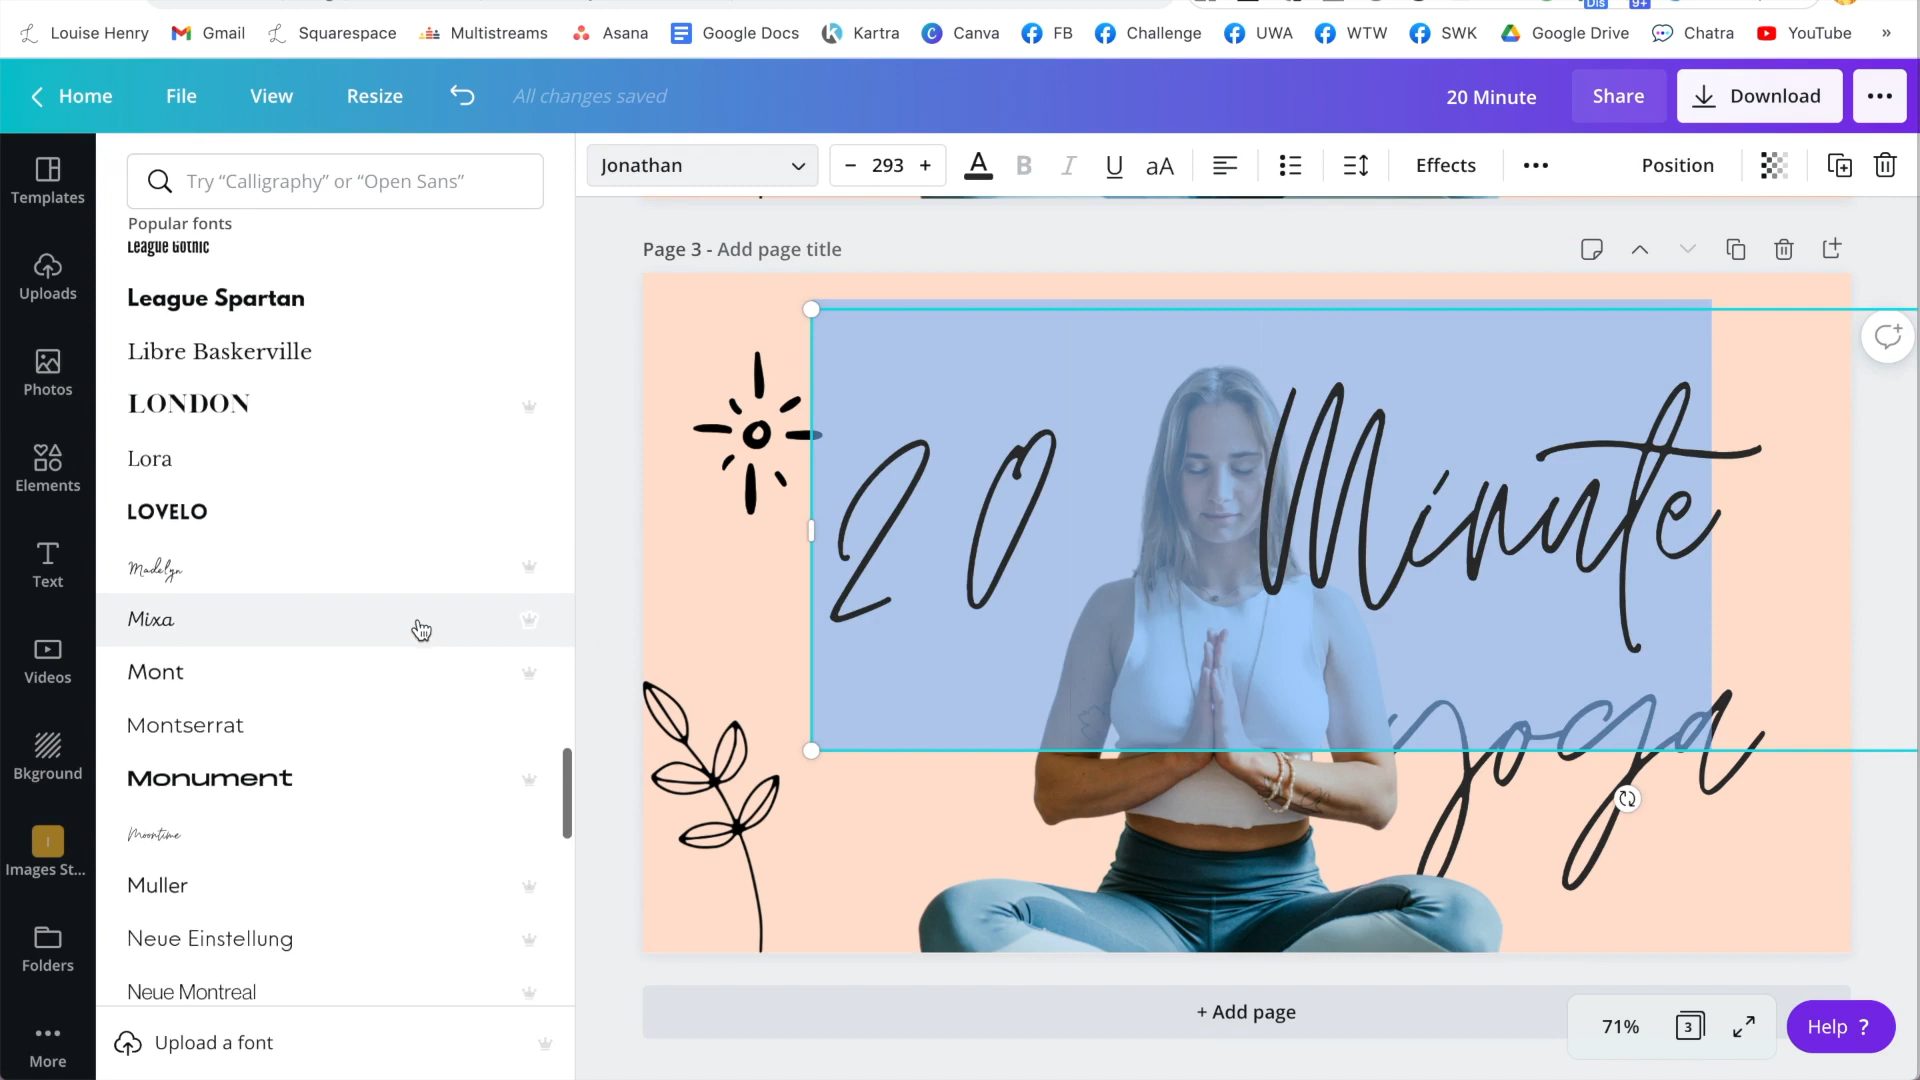 Louise Henry Gmail Squarespace Multistreams Asana Google Docs Kartra Canva FB Challenge UWA WTW SWK Google Drive Chatra YouTube »
Home File View Resize All changes saved 20 Minute Share Download
Jonathan − 293 + A B I U aA Effects Position
Templates
Uploads
Photos
Elements
Text
Videos
Bkground
Images St...
Folders
More
Try “Calligraphy” or “Open Sans”
Popular fonts
League Gothic
League Spartan
Libre Baskerville
LONDON
Lora
LOVELO
Madelyn
Mixa
Mont
Montserrat
Monument
Moontime
Muller
Neue Einstellung
Neue Montreal
Upload a font
Page 3 - Add page title
20 Minute
yoga
+ Add page
71% 3 Help ?